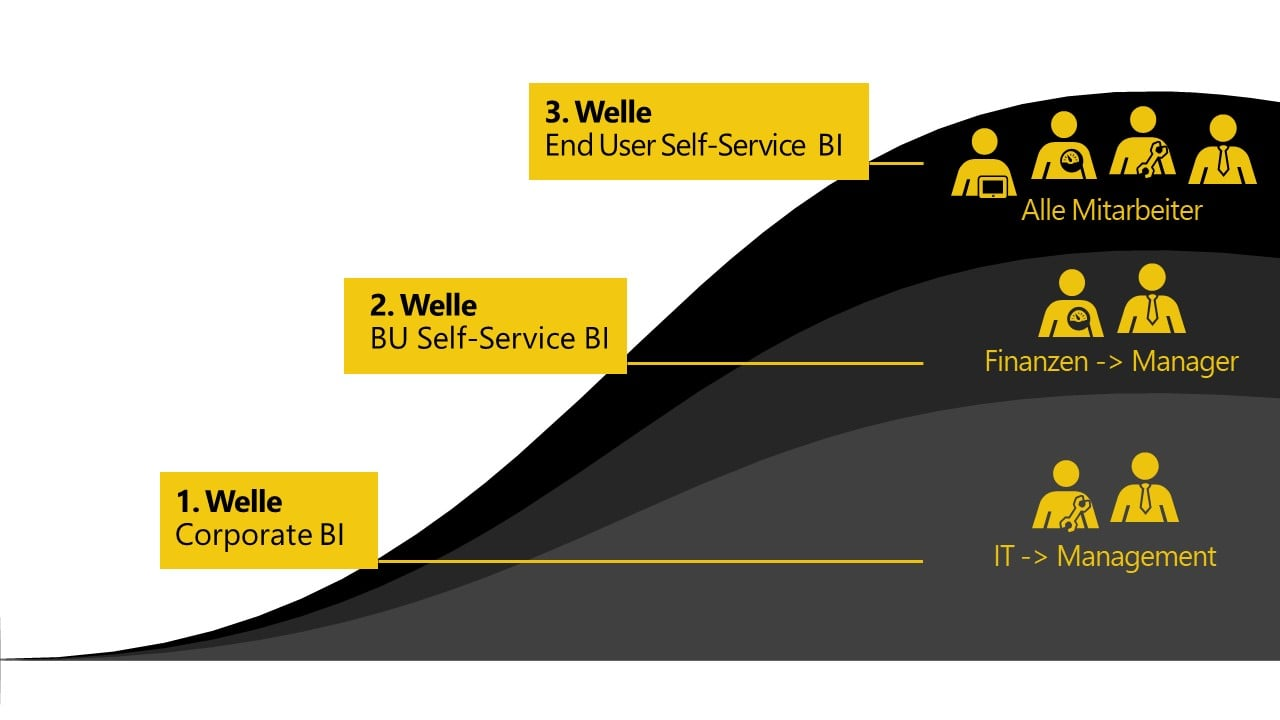 3. Welle
End User Self-Service BI
Alle Mitarbeiter
2. Welle
BU Self-Service BI
Finanzen -> Manager
1. Welle
Corporate BI
IT -> Management